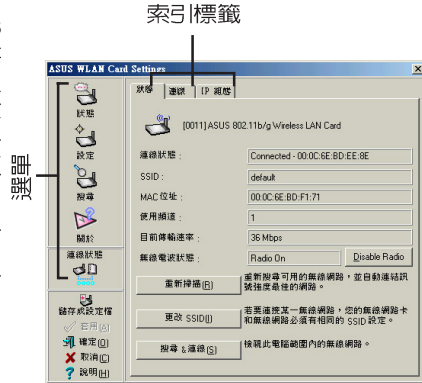 索引標籤
選單
ASUS WLAN Card Settings
狀態
設定
搜尋
關於
連線狀態
儲存成設定檔
套用(A)
確定(O)
取消(C)
說明(H)
狀態 連線 IP 組態
[0011] ASUS 802.11b/g Wireless LAN Card
連線狀態 : Connected - 00:0C:6E:BD:EE:8E
SSID : default
MAC 位址 : 00:0C:6E:BD:F1:71
使用頻道 : 1
目前傳輸速率 : 36 Mbps
無線電波狀態 : Radio On Disable Radio
重新掃描(R)
重新搜尋可用的無線網路，並自動連結訊
號強度最佳的網路。
更改 SSID(I)
若要連接某一無線網路，您的無線網路卡
和無線網路必須有相同的 SSID 設定。
搜尋 & 連線(S)
檢視此電腦範圍內的無線網路。